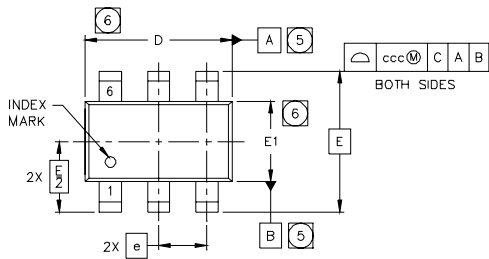 6
D
A 5
ccc Ⓜ C A B
BOTH SIDES
6
INDEX
MARK
E1
6
E
2X E/2
1
B 5
2X e